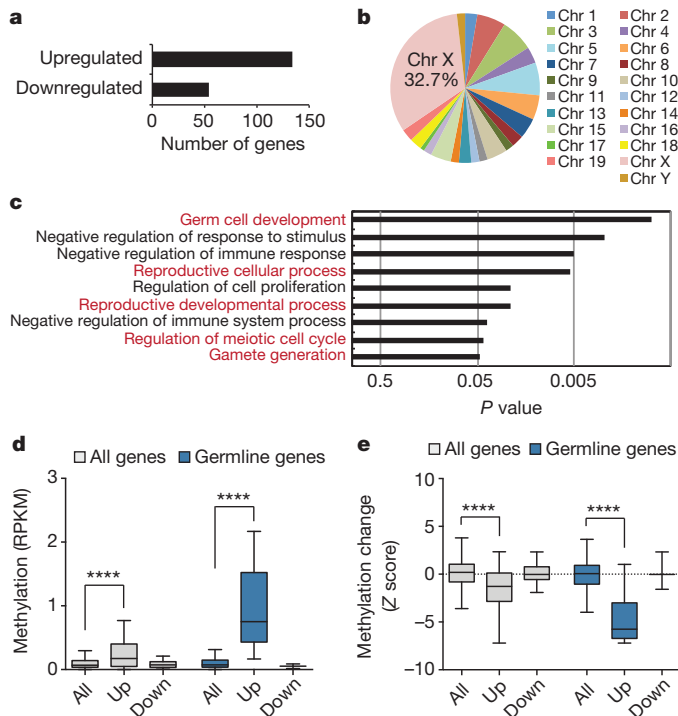 a
Upregulated
Downregulated
0 50 100 150
Number of genes
b
Chr X
32.7%
Chr 1 Chr 2
Chr 3 Chr 4
Chr 5 Chr 6
Chr 7 Chr 8
Chr 9 Chr 10
Chr 11 Chr 12
Chr 13 Chr 14
Chr 15 Chr 16
Chr 17 Chr 18
Chr 19 Chr X
Chr Y
c
Germ cell development
Negative regulation of response to stimulus
Negative regulation of immune response
Reproductive cellular process
Regulation of cell proliferation
Reproductive developmental process
Negative regulation of immune system process
Regulation of meiotic cell cycle
Gamete generation
0.5 0.05 0.005
P value
d
All genes Germline genes
Methylation (RPKM)
3
2
1
0
****
****
All Up Down All Up Down
e
All genes Germline genes
Methylation change
(Z score)
10
5
0
−5
−10
****
****
All Up Down All Up Down